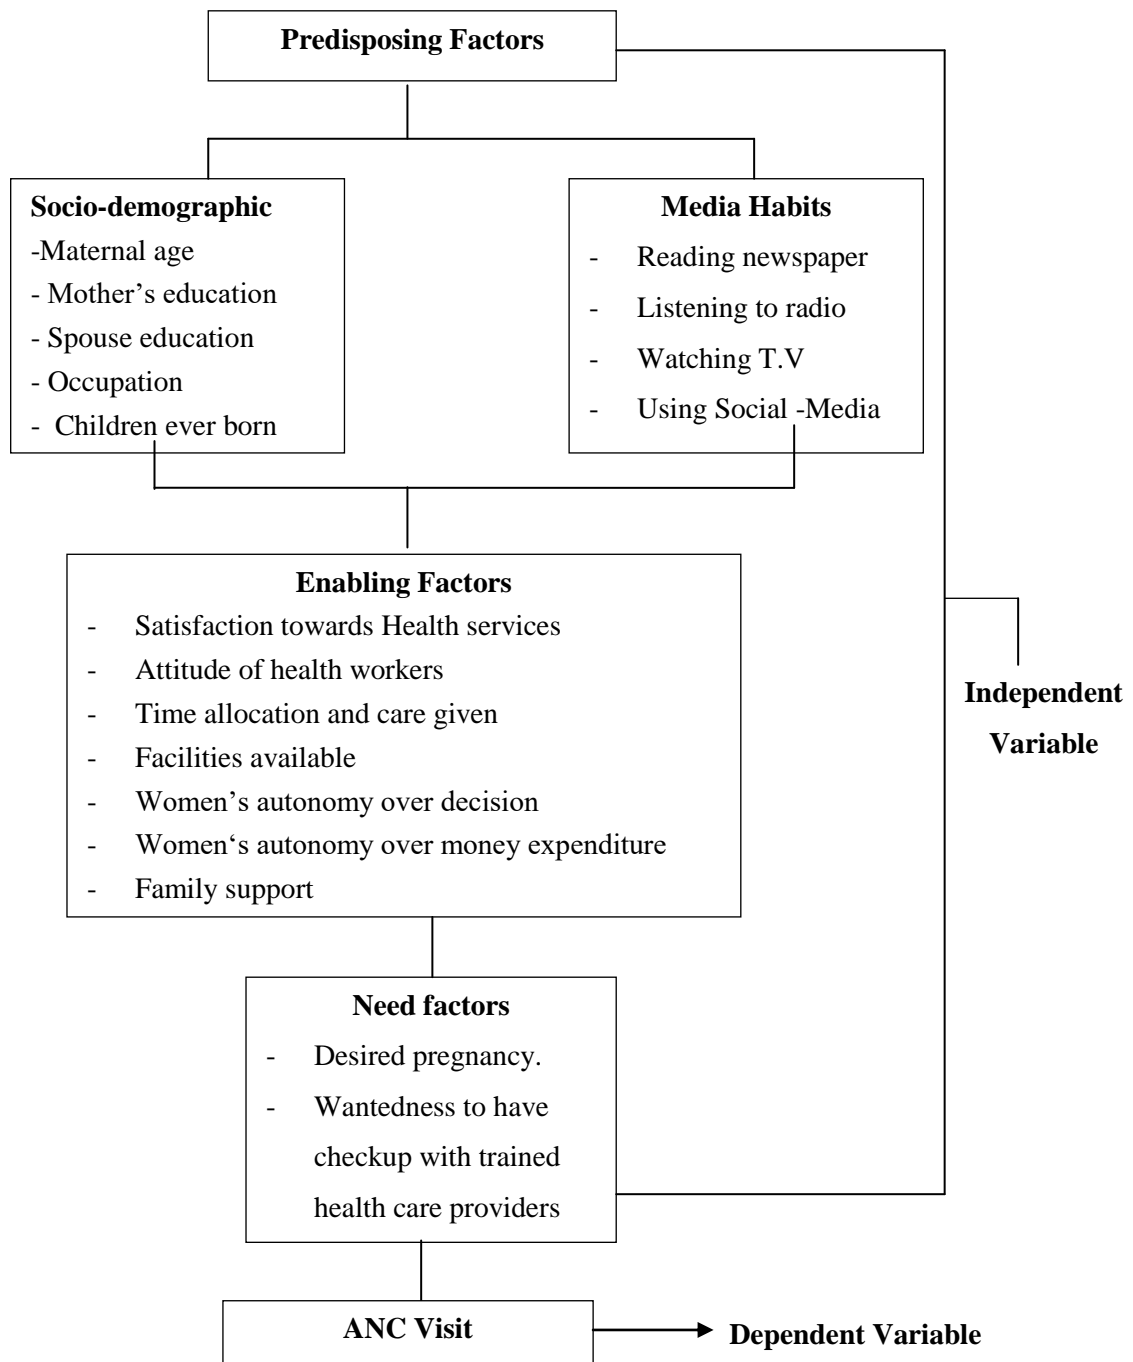 Predisposing Factors
Socio-demographic
-Maternal age
- Mother’s education
- Spouse education
- Occupation
- Children ever born
Media Habits
- Reading newspaper
- Listening to radio
- Watching T.V
- Using Social -Media
Enabling Factors
- Satisfaction towards Health services
- Attitude of health workers
- Time allocation and care given
- Facilities available
- Women’s autonomy over decision
- Women‘s autonomy over money expenditure
- Family support
Independent
Variable
Need factors
- Desired pregnancy.
- Wantedness to have
checkup with trained
health care providers
ANC Visit
Dependent Variable